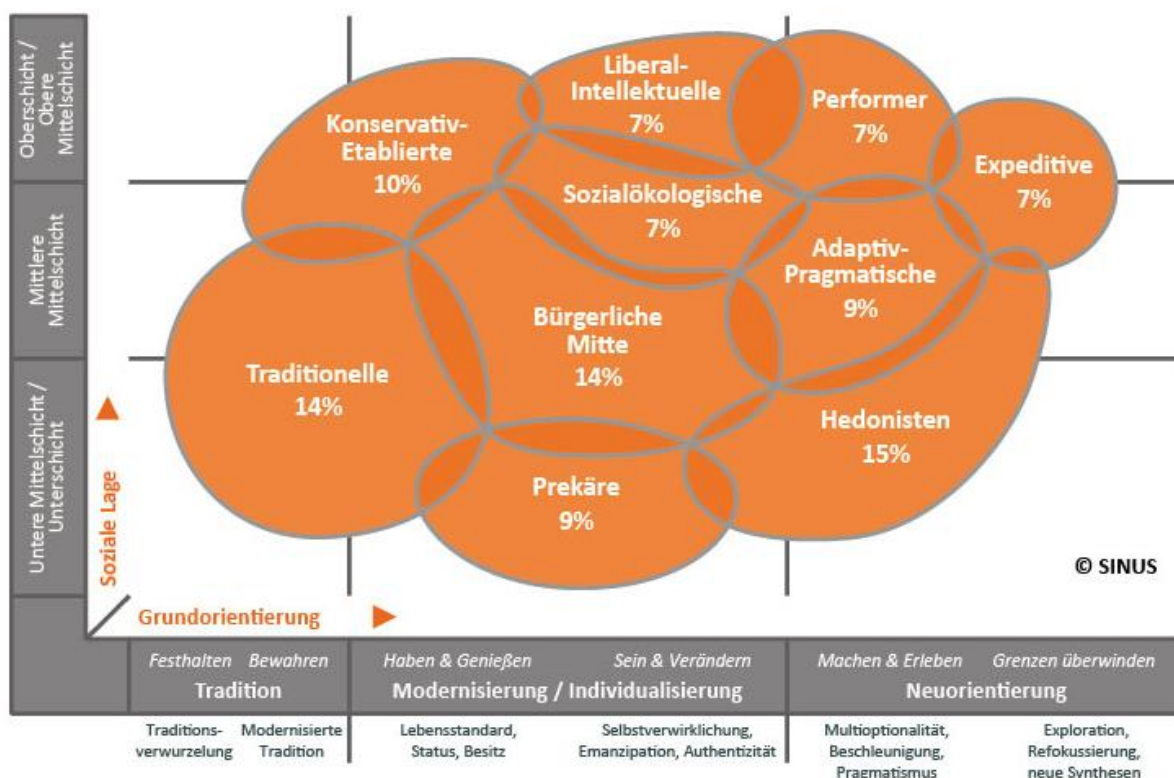 Oberschicht /
Obere
Mittelschicht
Mittlere
Mittelschicht
Untere Mittelschicht /
Unterschicht
Soziale Lage
Konservativ-
Etablierte
10%
Liberal-
Intellektuelle
7%
Performer
7%
Expeditive
7%
Sozialökologische
7%
Adaptiv-
Pragmatische
9%
Bürgerliche
Mitte
14%
Traditionelle
14%
Hedonisten
15%
Prekäre
9%
© SINUS
Grundorientierung
Festhalten Bewahren
Tradition
Haben & Genießen Sein & Verändern
Modernisierung / Individualisierung
Machen & Erleben Grenzen überwinden
Neuorientierung
Traditions-
verwurzelung
Modernisierte
Tradition
Lebensstandard,
Status, Besitz
Selbstverwirklichung,
Emanzipation, Authentizität
Multioptionalität,
Beschleunigung,
Pragmatismus
Exploration,
Refokussierung,
neue Synthesen